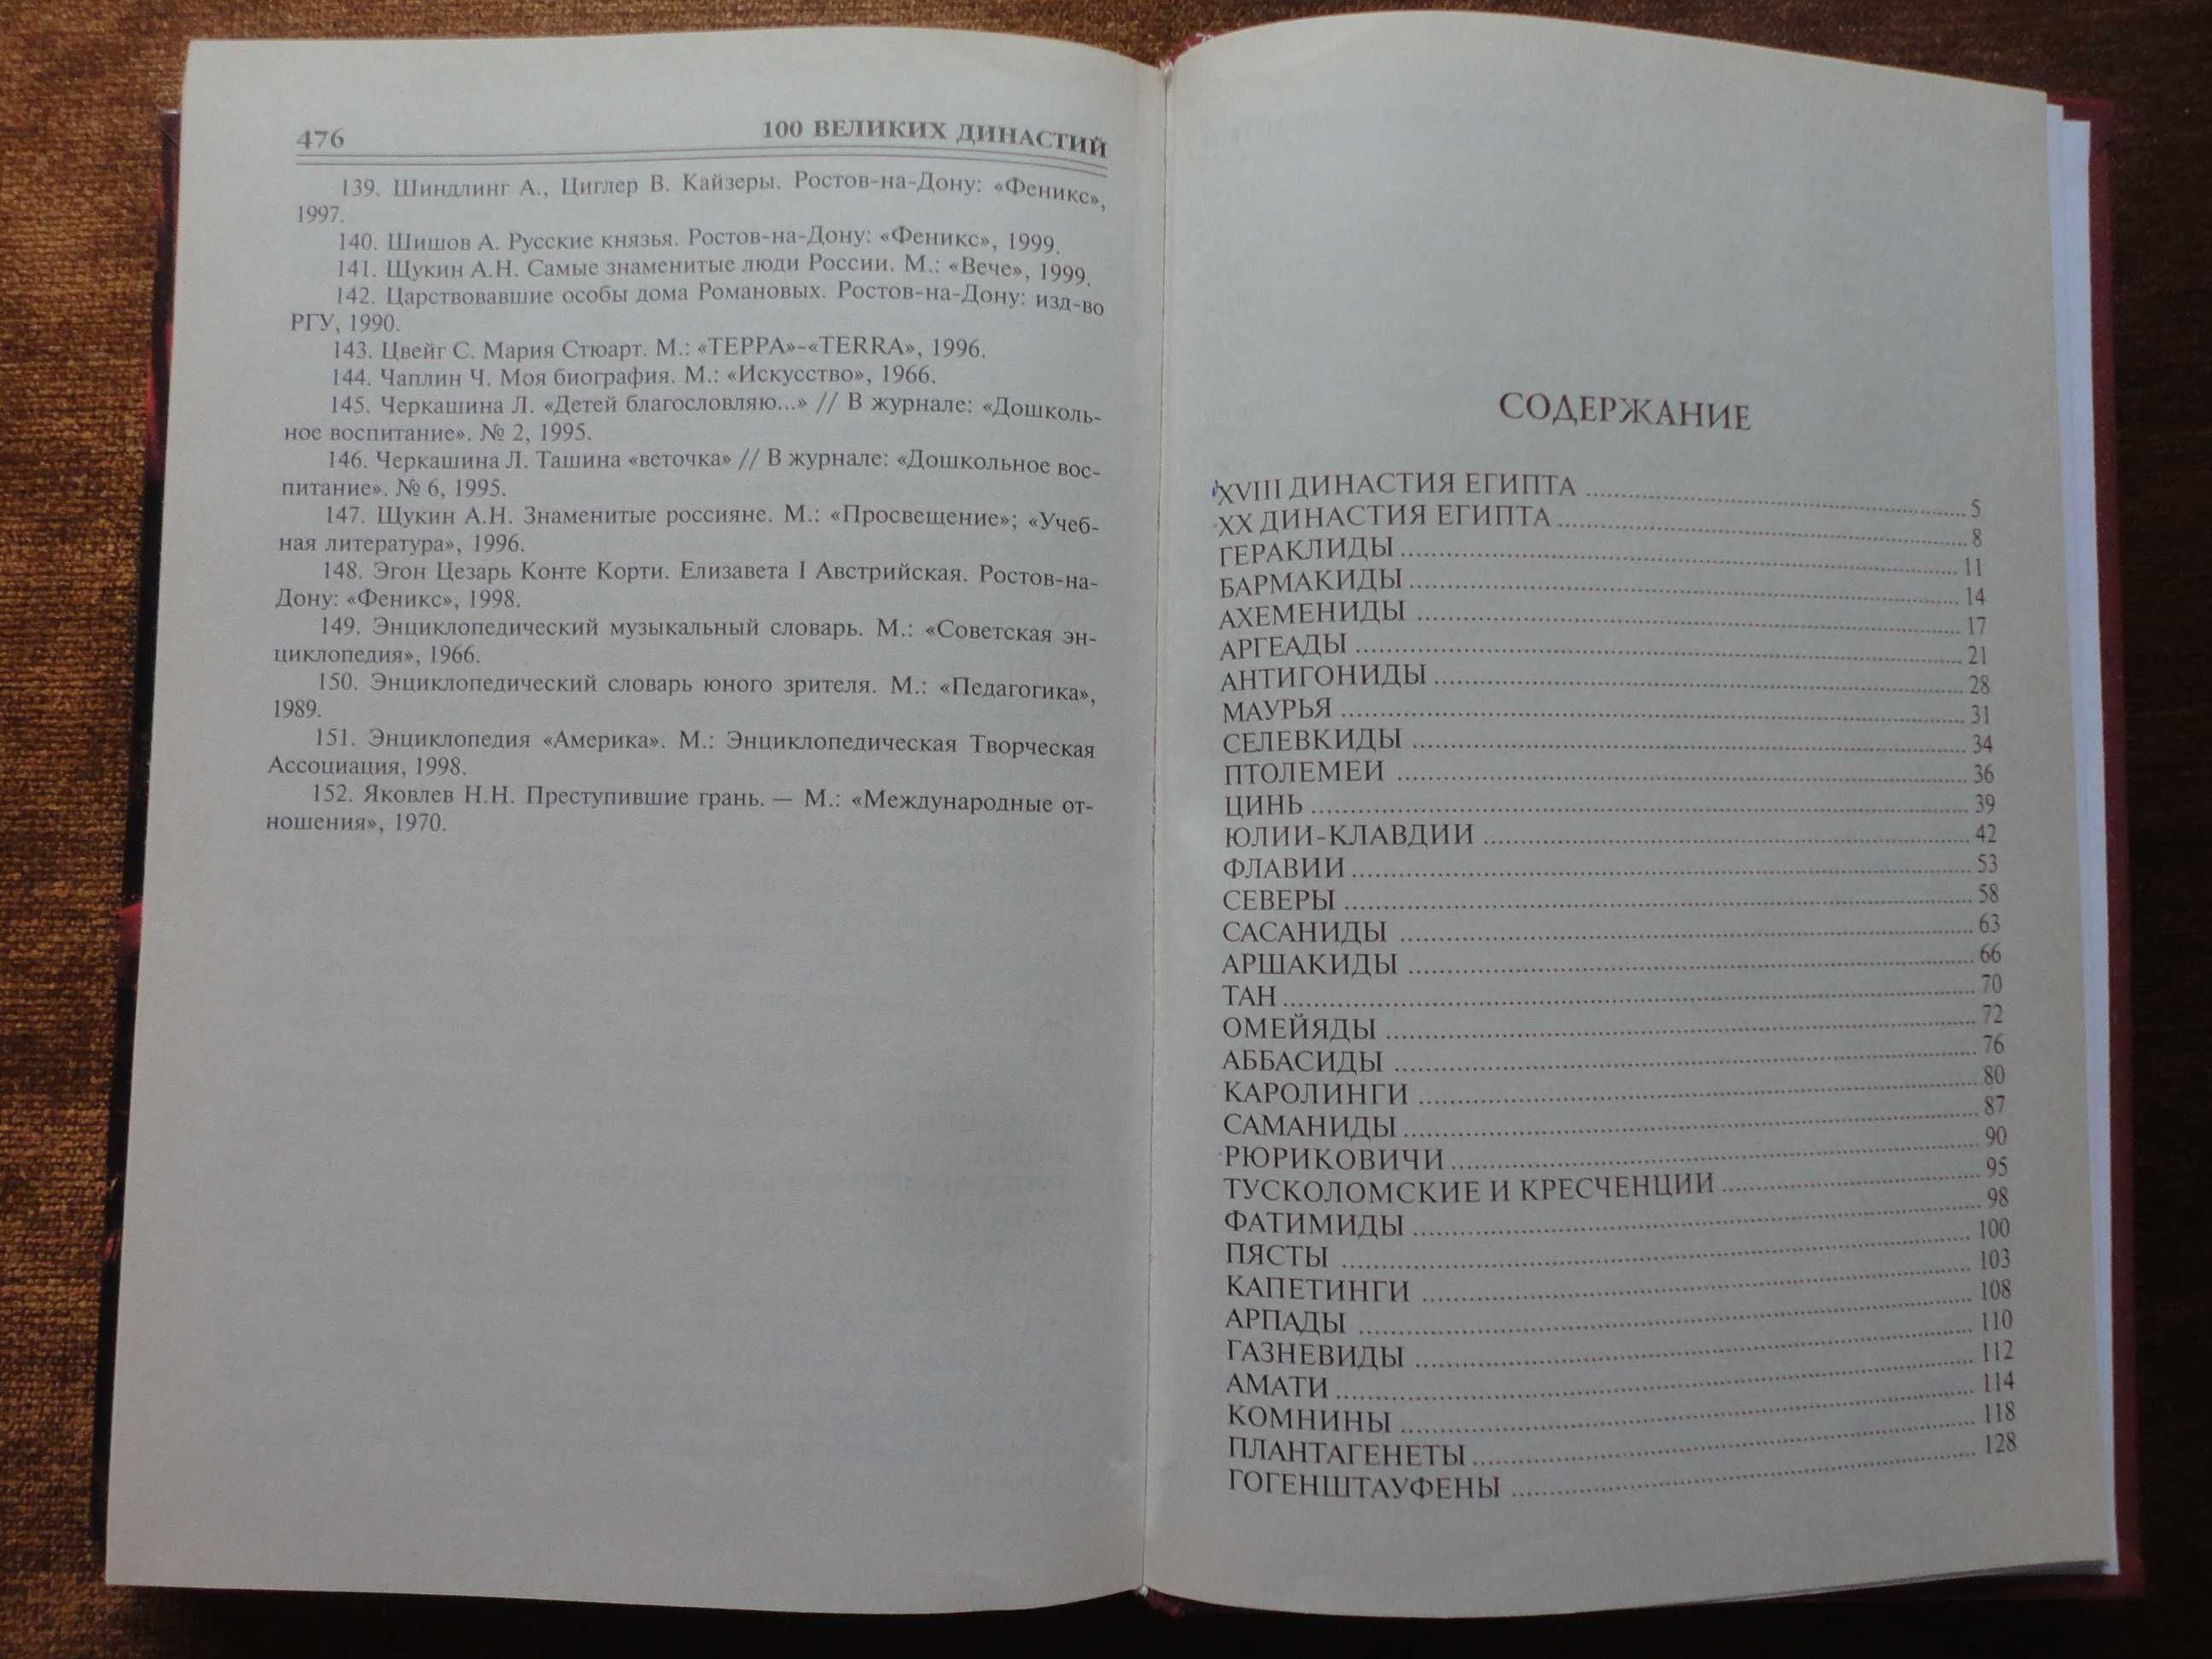 476
100 ВЕЛИКИХ ДИНАСТИЙ
139. Шиндлинг А., Циглер В. Кайзеры. Ростов-на-Дону: «Феникс»,
1997.
140. Шишов А. Русские князья. Ростов-на-Дону: «Феникс», 1999.
141. Щукин А.Н. Самые знаменитые люди России. М.: «Вече», 1999.
142. Царствовавшие особы дома Романовых. Ростов-на-Дону: изд-во
РГУ, 1990.
143. Цвейг С. Мария Стюарт. М.: «ТЕРРА»-«TERRA», 1996.
144. Чаплин Ч. Моя биография. М.: «Искусство», 1966.
145. Черкашина Л. «Детей благословляю...» // В журнале: «Дошколь-
ное воспитание». № 2, 1995.
146. Черкашина Л. Ташина «веточка» // В журнале: «Дошкольное вос-
питание». № 6, 1995.
147. Щукин А.Н. Знаменитые россияне. М.: «Просвещение»; «Учеб-
ная литература», 1996.
148. Эгон Цезарь Конте Корти. Елизавета I Австрийская. Ростов-на-
Дону: «Феникс», 1998.
149. Энциклопедический музыкальный словарь. М.: «Советская эн-
циклопедия», 1966.
150. Энциклопедический словарь юного зрителя. М.: «Педагогика»,
1989.
151. Энциклопедия «Америка». М.: Энциклопедическая Творческая
Ассоциация, 1998.
152. Яковлев Н.Н. Преступившие грань. — М.: «Международные от-
ношения», 1970.
СОДЕРЖАНИЕ
XVIII ДИНАСТИЯ ЕГИПТА ..... 5
XX ДИНАСТИЯ ЕГИПТА ..... 8
ГЕРАКЛИДЫ ..... 11
БАРМАКИДЫ ..... 14
АХЕМЕНИДЫ ..... 17
АРГЕАДЫ ..... 21
АНТИГОНИДЫ ..... 28
МАУРЬЯ ..... 31
СЕЛЕВКИДЫ ..... 34
ПТОЛЕМЕИ ..... 36
ЦИНЬ ..... 39
ЮЛИИ-КЛАВДИИ ..... 42
ФЛАВИИ ..... 53
СЕВЕРЫ ..... 58
САСАНИДЫ ..... 63
АРШАКИДЫ ..... 66
ТАН ..... 70
ОМЕЙЯДЫ ..... 72
АББАСИДЫ ..... 76
КАРОЛИНГИ ..... 80
САМАНИДЫ ..... 87
РЮРИКОВИЧИ ..... 90
ТУСКОЛОМСКИЕ И КРЕСЧЕНЦИИ ..... 95
ФАТИМИДЫ ..... 98
ПЯСТЫ ..... 100
КАПЕТИНГИ ..... 103
АРПАДЫ ..... 108
ГАЗНЕВИДЫ ..... 110
АМАТИ ..... 112
КОМНИНЫ ..... 114
ПЛАНТАГЕНЕТЫ ..... 118
ГОГЕНШТАУФЕНЫ ..... 128